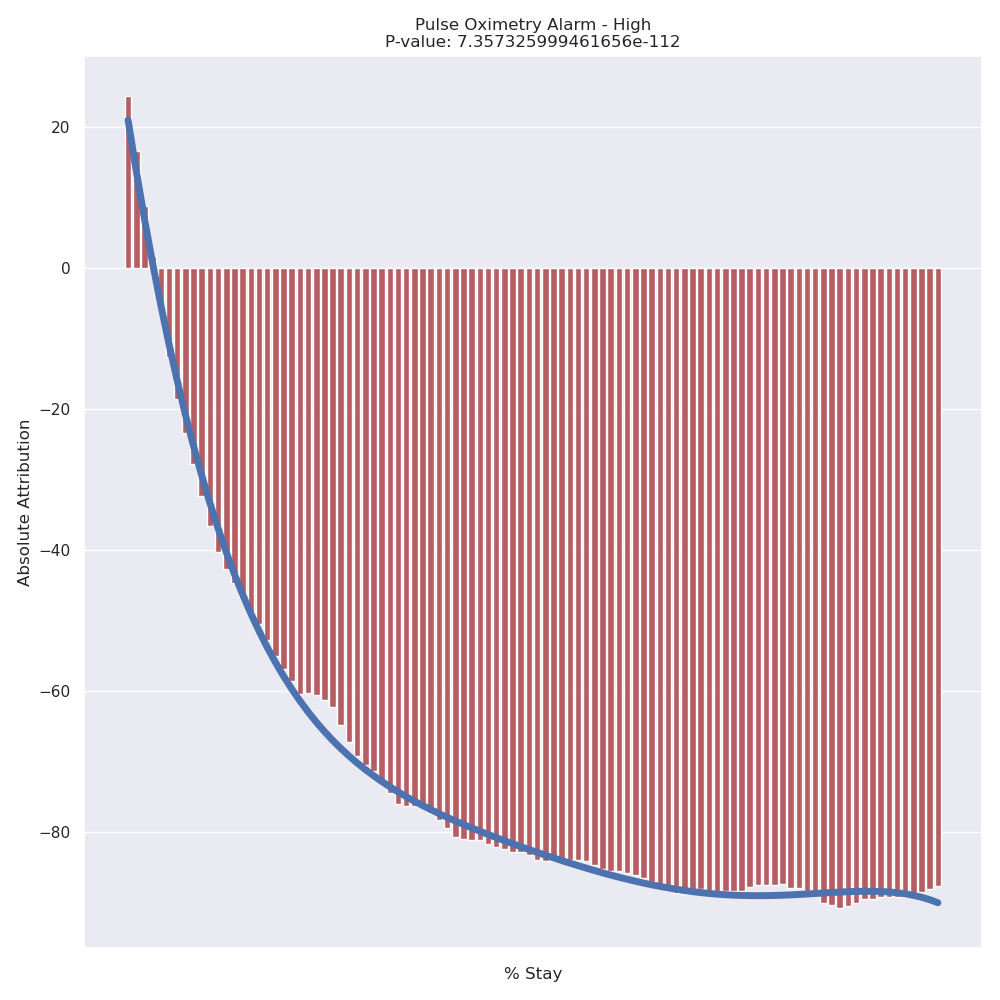 Pulse Oximetry Alarm - High
P-value: 7.357325999461656e-112
20
0
−20
−40
−60
−80
Absolute Attribution
% Stay